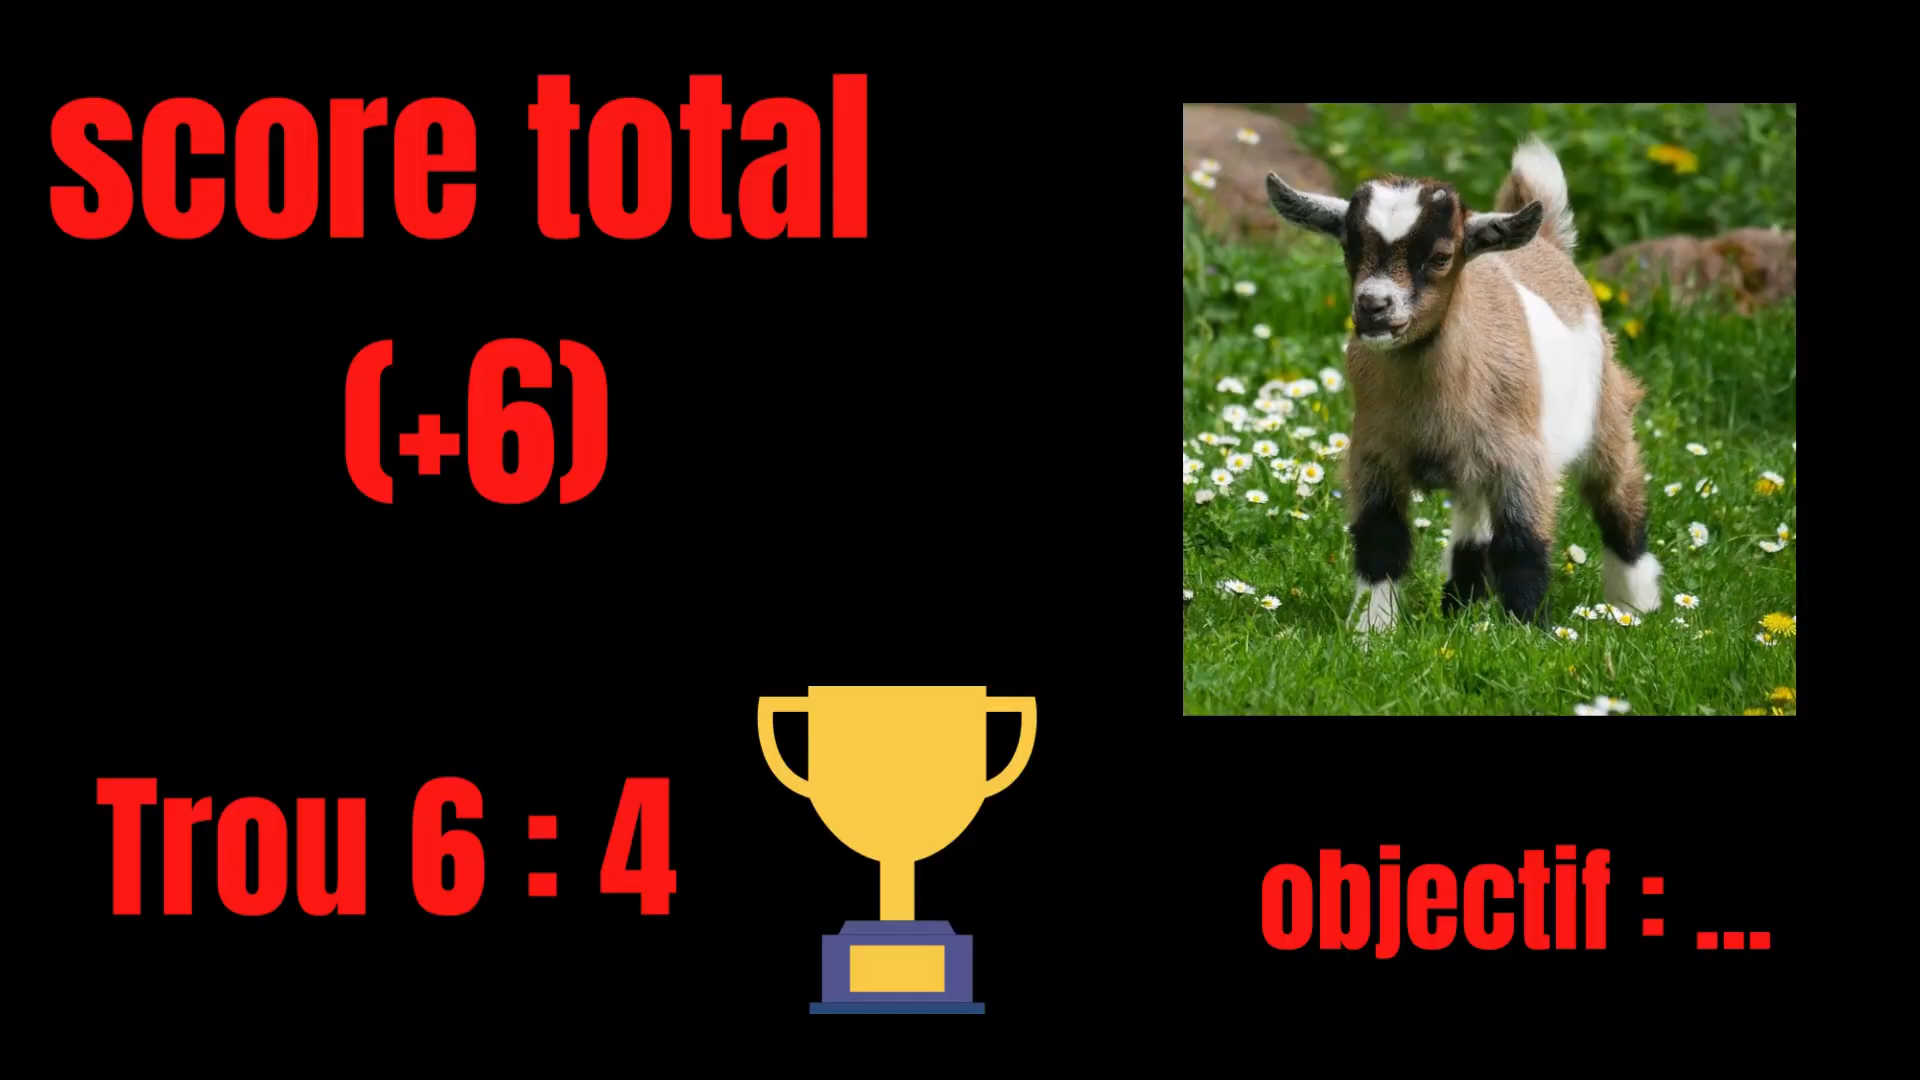 score total
(+6)
Trou 6 : 4
objectif : ...